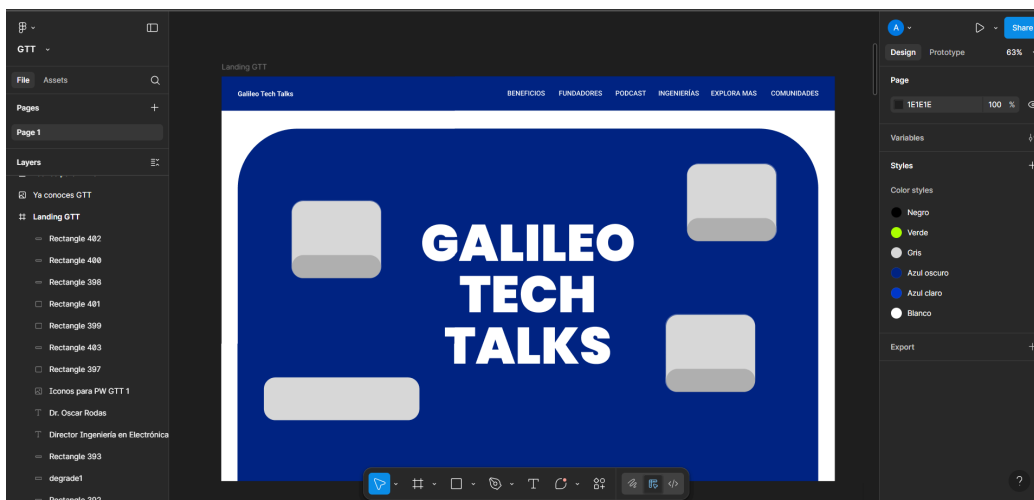 GTT
File Assets
Pages
Page 1
Layers
Ya conoces GTT
Landing GTT
Rectangle 402
Rectangle 400
Rectangle 398
Rectangle 401
Rectangle 399
Rectangle 403
Rectangle 397
Iconos para PW GTT 1
Dr. Oscar Rodas
Director Ingeniería en Electrónica
Rectangle 393
degrade1
Rectangle 392
Landing GTT
Galileo Tech Talks BENEFICIOS FUNDADORES PODCAST INGENIERÍAS EXPLORA MAS COMUNIDADES
GALILEO
TECH
TALKS
A Share
Design Prototype 63%
Page
1E1E1E 100 %
Variables
Styles
Color styles
Negro
Verde
Gris
Azul oscuro
Azul claro
Blanco
Export
?